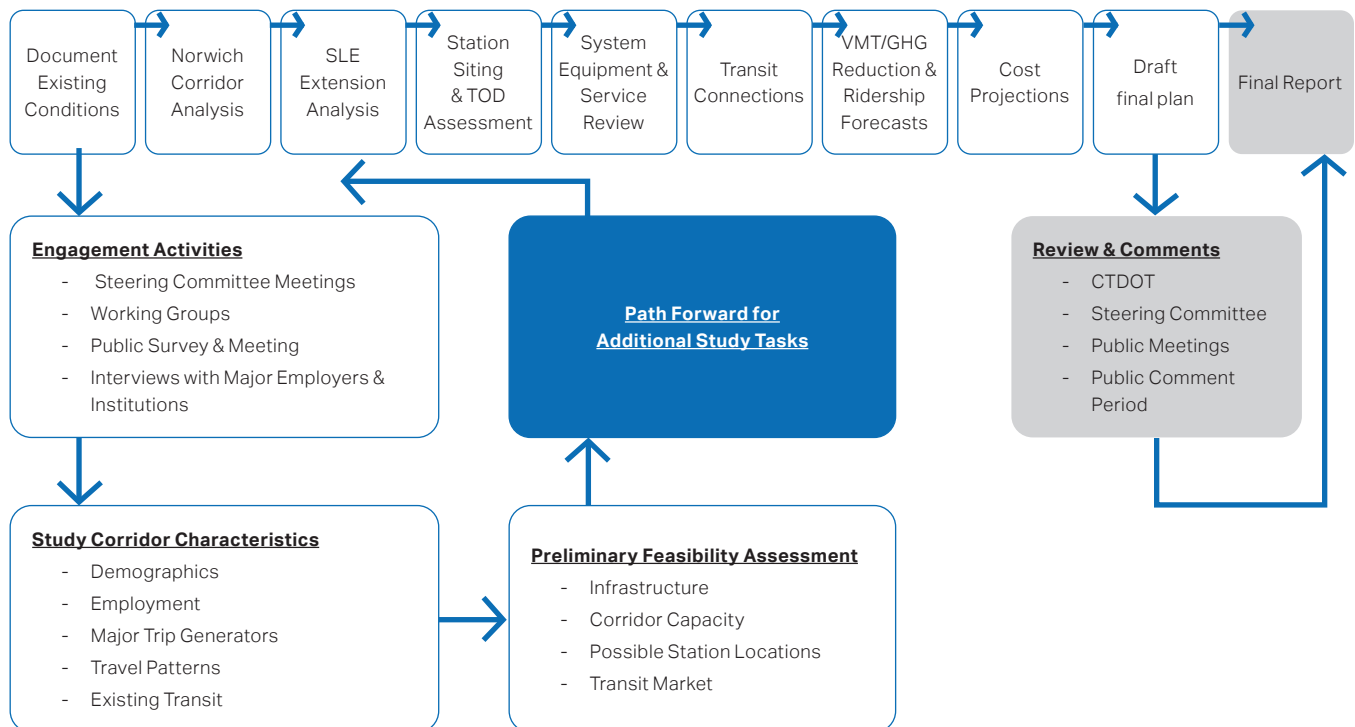 Document
Existing
Conditions
Norwich
Corridor
Analysis
SLE
Extension
Analysis
Station
Siting
& TOD
Assessment
System
Equipment &
Service
Review
Transit
Connections
VMT/GHG
Reduction &
Ridership
Forecasts
Cost
Projections
Draft
final plan
Final Report
Engagement Activities
- Steering Committee Meetings
- Working Groups
- Public Survey & Meeting
- Interviews with Major Employers &
Institutions
Path Forward for
Additional Study Tasks
Review & Comments
- CTDOT
- Steering Committee
- Public Meetings
- Public Comment
Period
Study Corridor Characteristics
- Demographics
- Employment
- Major Trip Generators
- Travel Patterns
- Existing Transit
Preliminary Feasibility Assessment
- Infrastructure
- Corridor Capacity
- Possible Station Locations
- Transit Market